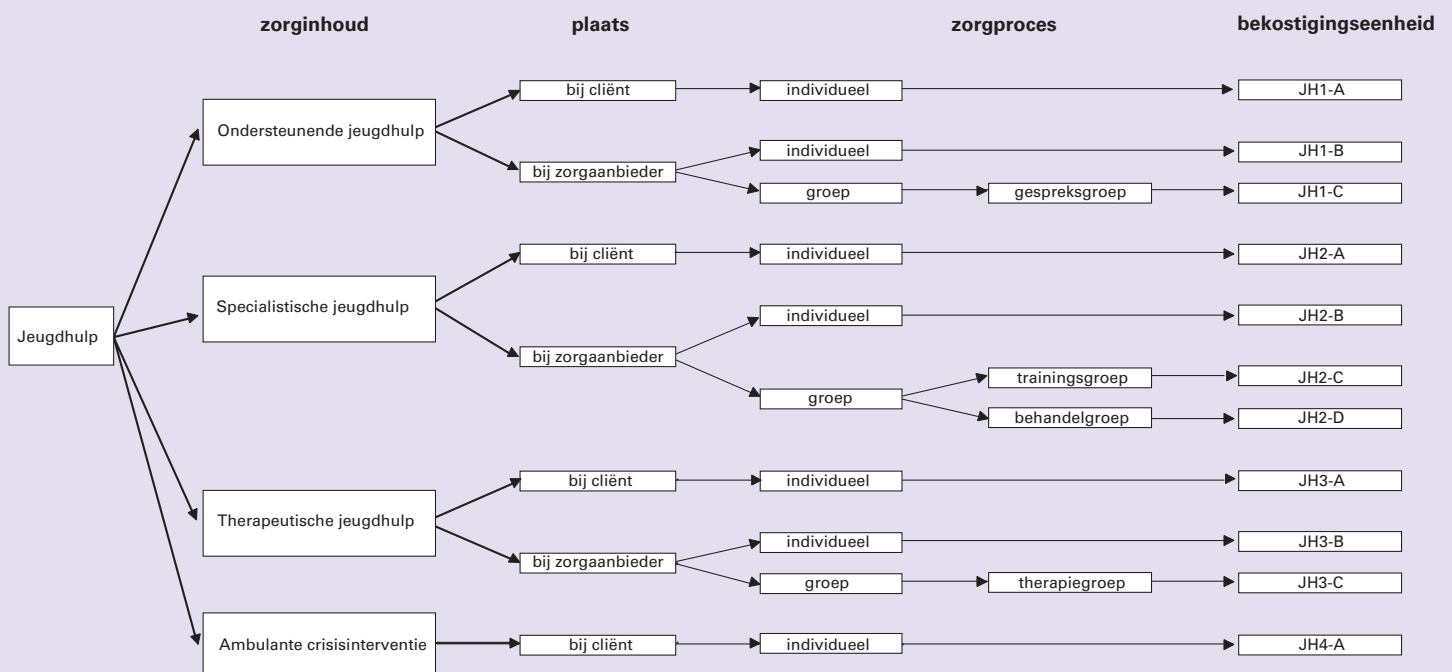 zorginhoud plaats zorgproces bekostigingseenheid
bij cliënt individueel JH1-A
Ondersteunende jeugdhulp
individueel JH1-B
bij zorgaanbieder
groep gespreksgroep JH1-C
bij cliënt individueel JH2-A
Specialistische jeugdhulp
individueel JH2-B
Jeugdhulp
bij zorgaanbieder
trainingsgroep JH2-C
groep
behandelgroep JH2-D
bij cliënt individueel JH3-A
Therapeutische jeugdhulp
individueel JH3-B
bij zorgaanbieder
groep therapiegroep JH3-C
Ambulante crisisinterventie bij cliënt individueel JH4-A